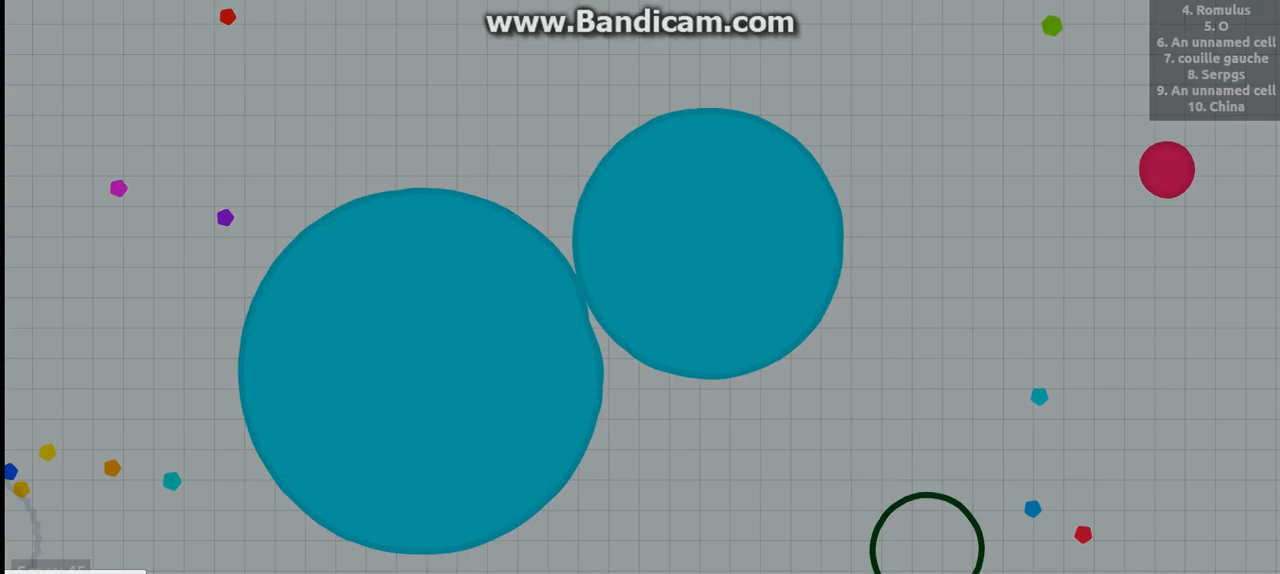 www.Bandicam.com
4. Romulus
5. O
6. An unnamed cell
7. couille gauche
8. Serpgs
9. An unnamed cell
10. China